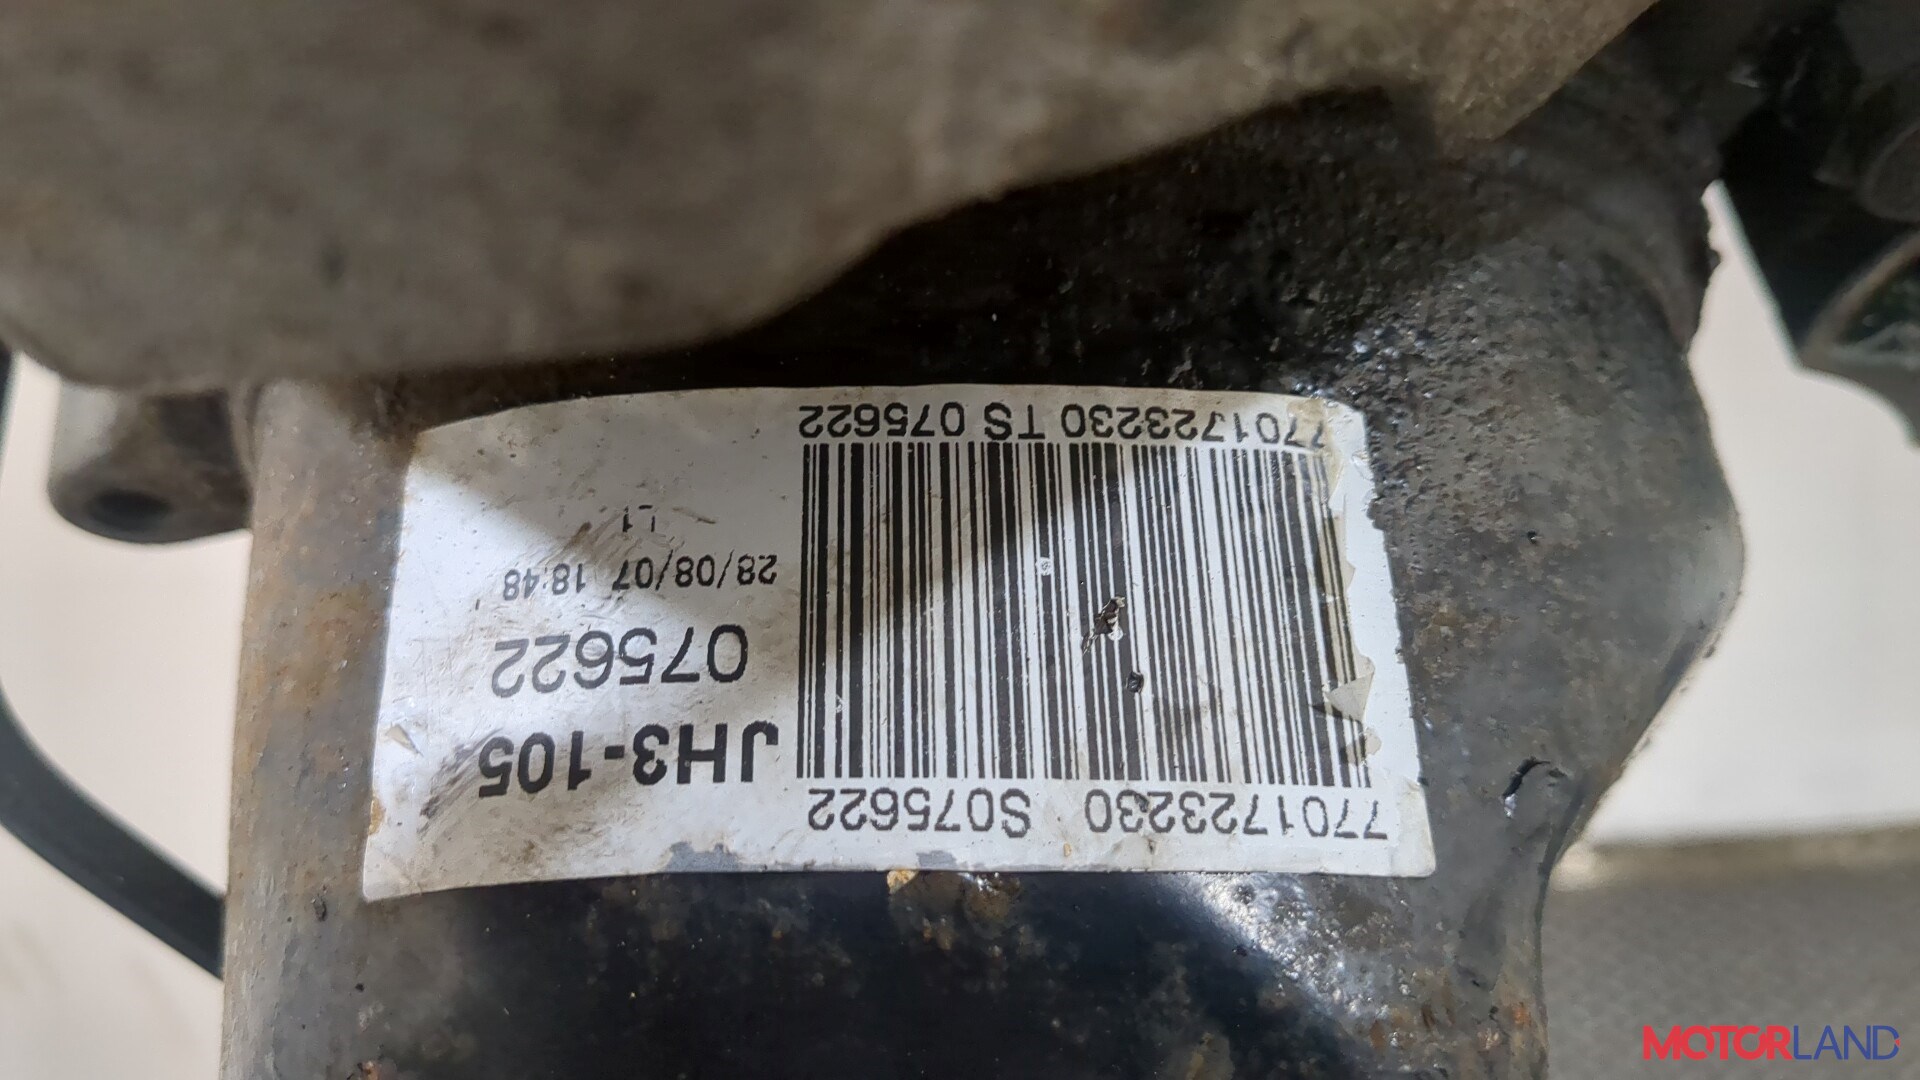 7701723230 S075622
JH3-105
075622
28/08/07 18:48
L1
7701723230 TS 075622
MOTORLAND